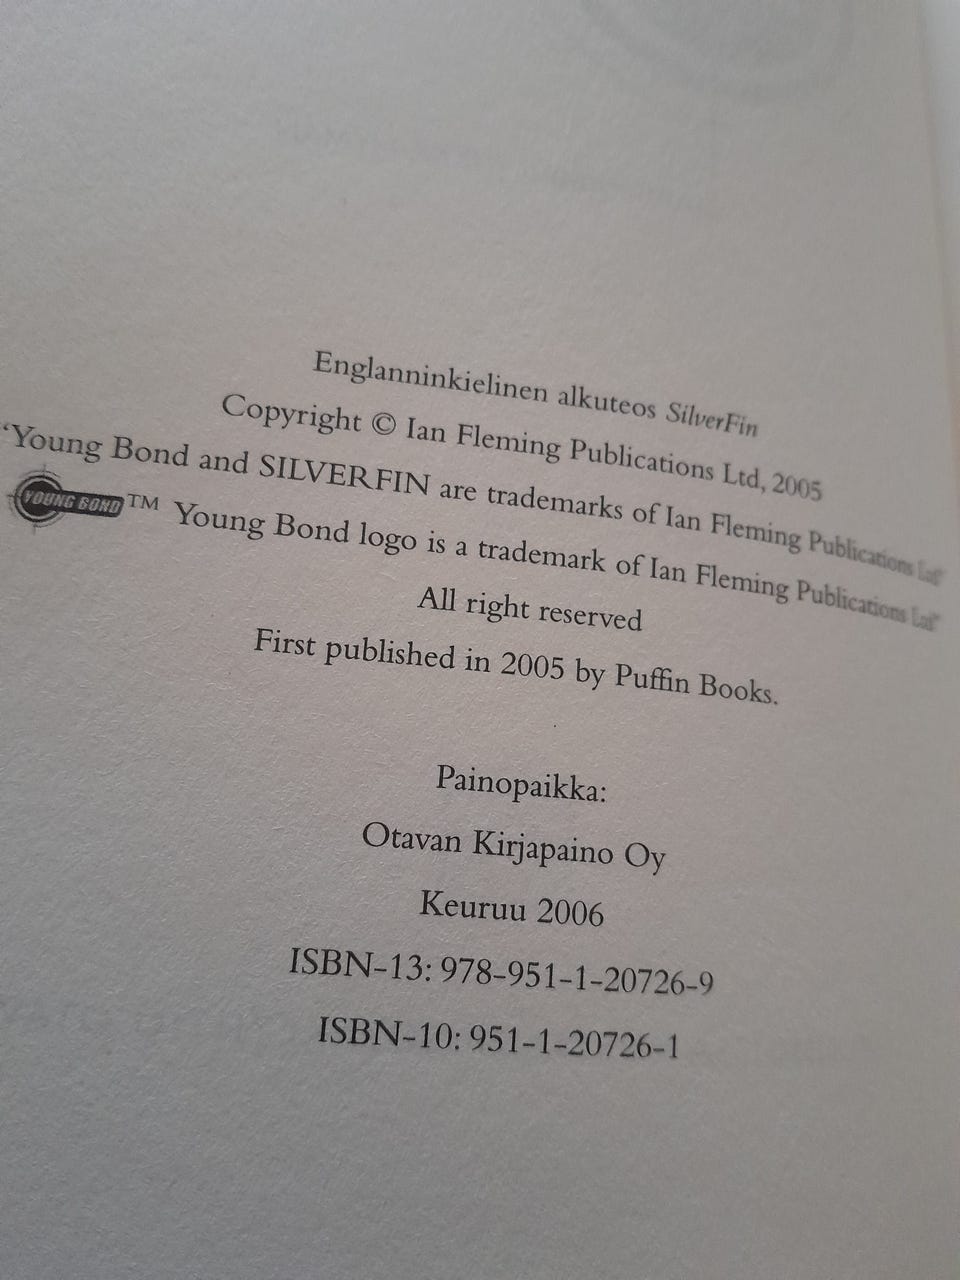 Englanninkielinen alkuteos SilverFin
Copyright © Ian Fleming Publications Ltd, 2005
"Young Bond and SILVERFIN are trademarks of Ian Fleming Publications Ltd"
YOUNG BOND™ Young Bond logo is a trademark of Ian Fleming Publications Ltd"
All right reserved
First published in 2005 by Puffin Books.
Painopaikka:
Otavan Kirjapaino Oy
Keuruu 2006
ISBN-13: 978-951-1-20726-9
ISBN-10: 951-1-20726-1